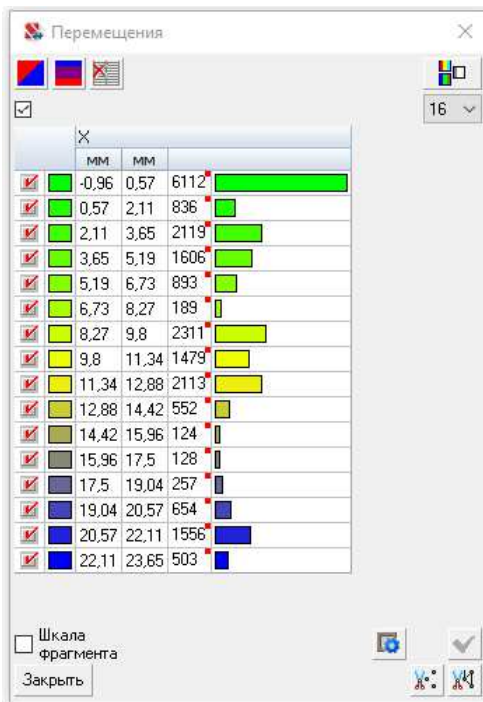 Перемещения
16
X
мм мм
-0,96 0,57 6112
0,57 2,11 836
2,11 3,65 2119
3,65 5,19 1606
5,19 6,73 893
6,73 8,27 189
8,27 9,8 2311
9,8 11,34 1479
11,34 12,88 2113
12,88 14,42 552
14,42 15,96 124
15,96 17,5 128
17,5 19,04 257
19,04 20,57 654
20,57 22,11 1556
22,11 23,65 503
Шкала
фрагмента
Закрыть